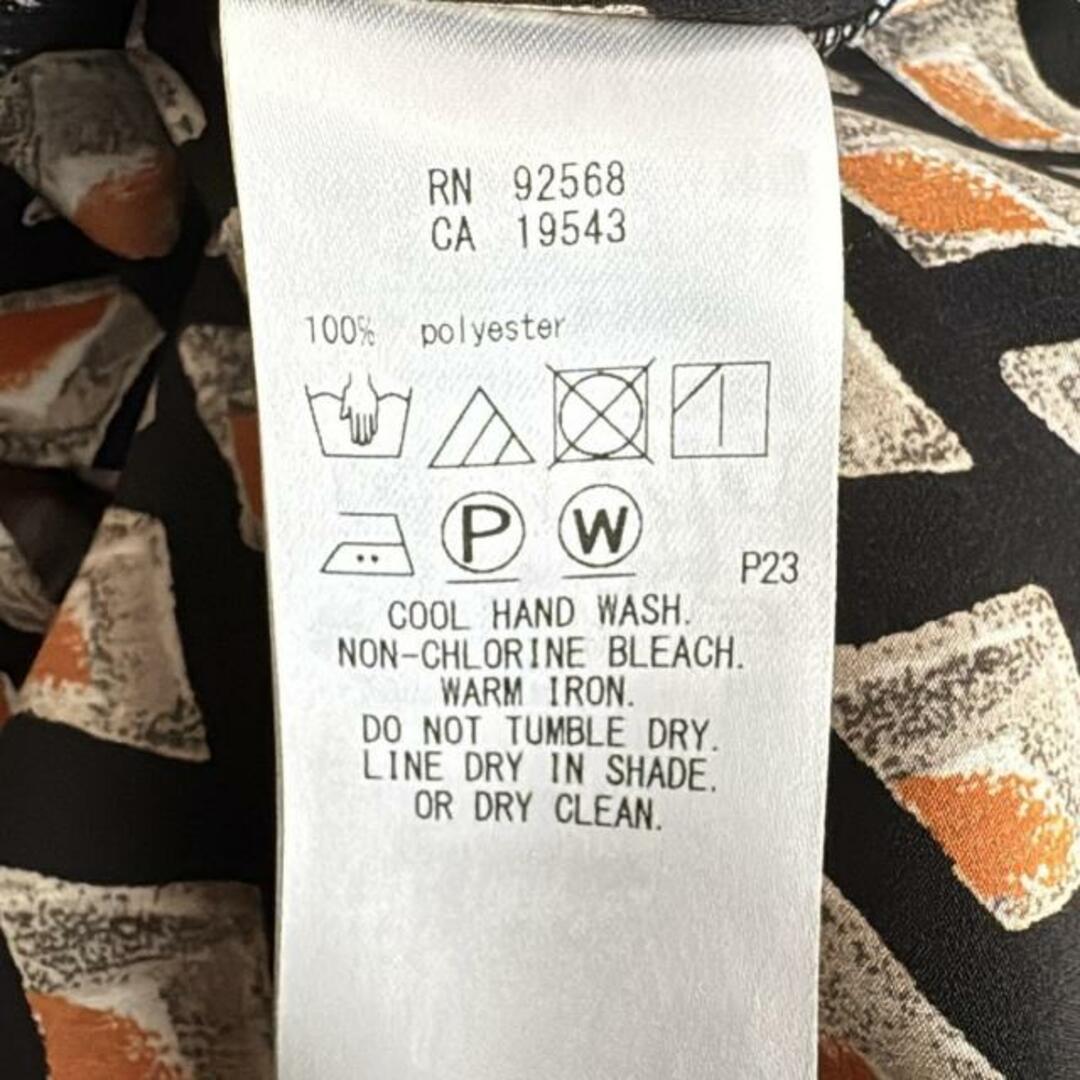 RN 92568
CA 19543
100% polyester
P W
P23
COOL HAND WASH.
NON-CHLORINE BLEACH.
WARM IRON.
DO NOT TUMBLE DRY.
LINE DRY IN SHADE.
OR DRY CLEAN.